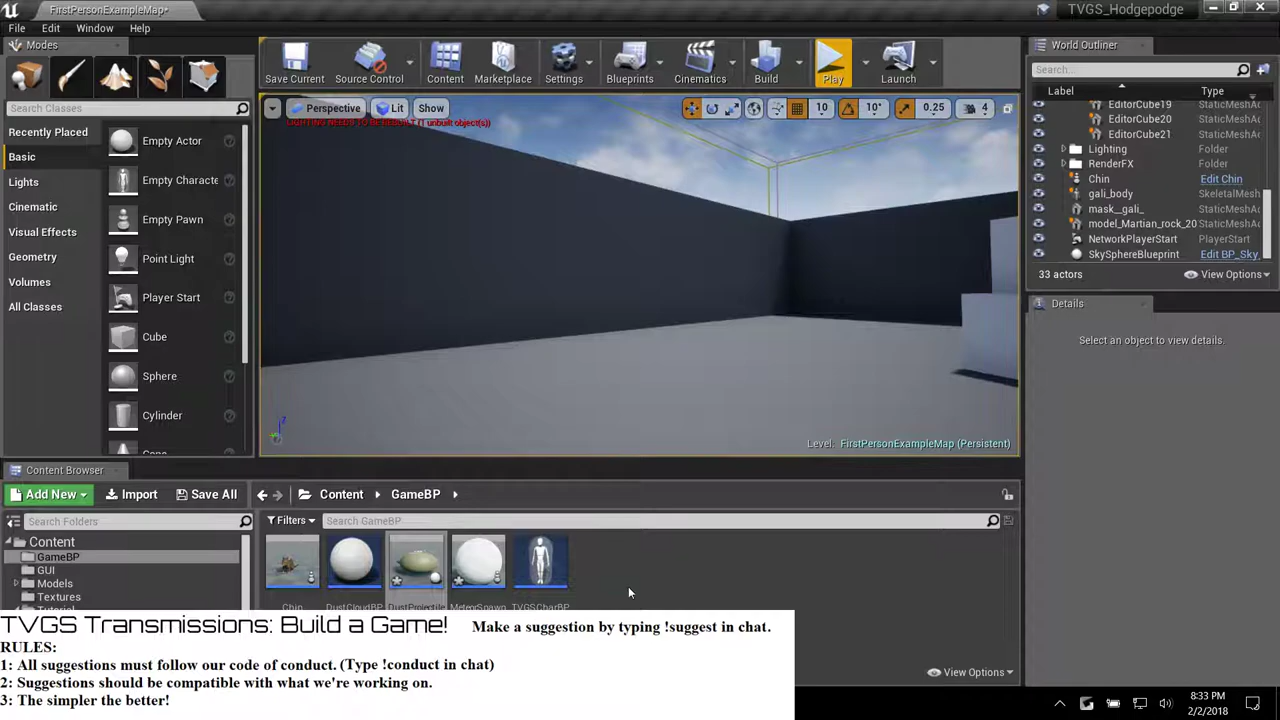 FirstPersonExampleMap*
TVGS_Hodgepodge
File Edit Window Help
Modes
Search Classes
Recently Placed
Basic
Lights
Cinematic
Visual Effects
Geometry
Volumes
All Classes
Empty Actor
Empty Characte
Empty Pawn
Point Light
Player Start
Cube
Sphere
Cylinder
Save Current
Source Control
Content
Marketplace
Settings
Blueprints
Cinematics
Build
Play
Launch
Perspective Lit Show
10 10° 0.25 4
LIGHTING NEEDS TO BE REBUILT (1 unbuilt object(s))
Level: FirstPersonExampleMap (Persistent)
World Outliner
Search...
Label Type
EditorCube19 StaticMeshAc
EditorCube20 StaticMeshAc
EditorCube21 StaticMeshAc
Lighting Folder
RenderFX Folder
Chin Edit Chin
gali_body SkeletalMesh
mask__gali_ StaticMeshAc
model_Martian_rock_20 StaticMeshAc
NetworkPlayerStart PlayerStart
SkySphereBlueprint Edit BP_Sky_
33 actors View Options
Details
Select an object to view details.
Content Browser
Add New Import Save All Content GameBP
Search Folders
Filters Search GameBP
Content
GameBP
GUI
Models
Textures
Tutorial
Chin DustCloudBP DustProjectile MeteorSpawn TVGSCharBP
View Options
TVGS Transmissions: Build a Game! Make a suggestion by typing !suggest in chat.
RULES:
1: All suggestions must follow our code of conduct. (Type !conduct in chat)
2: Suggestions should be compatible with what we're working on.
3: The simpler the better!
8:33 PM
2/2/2018